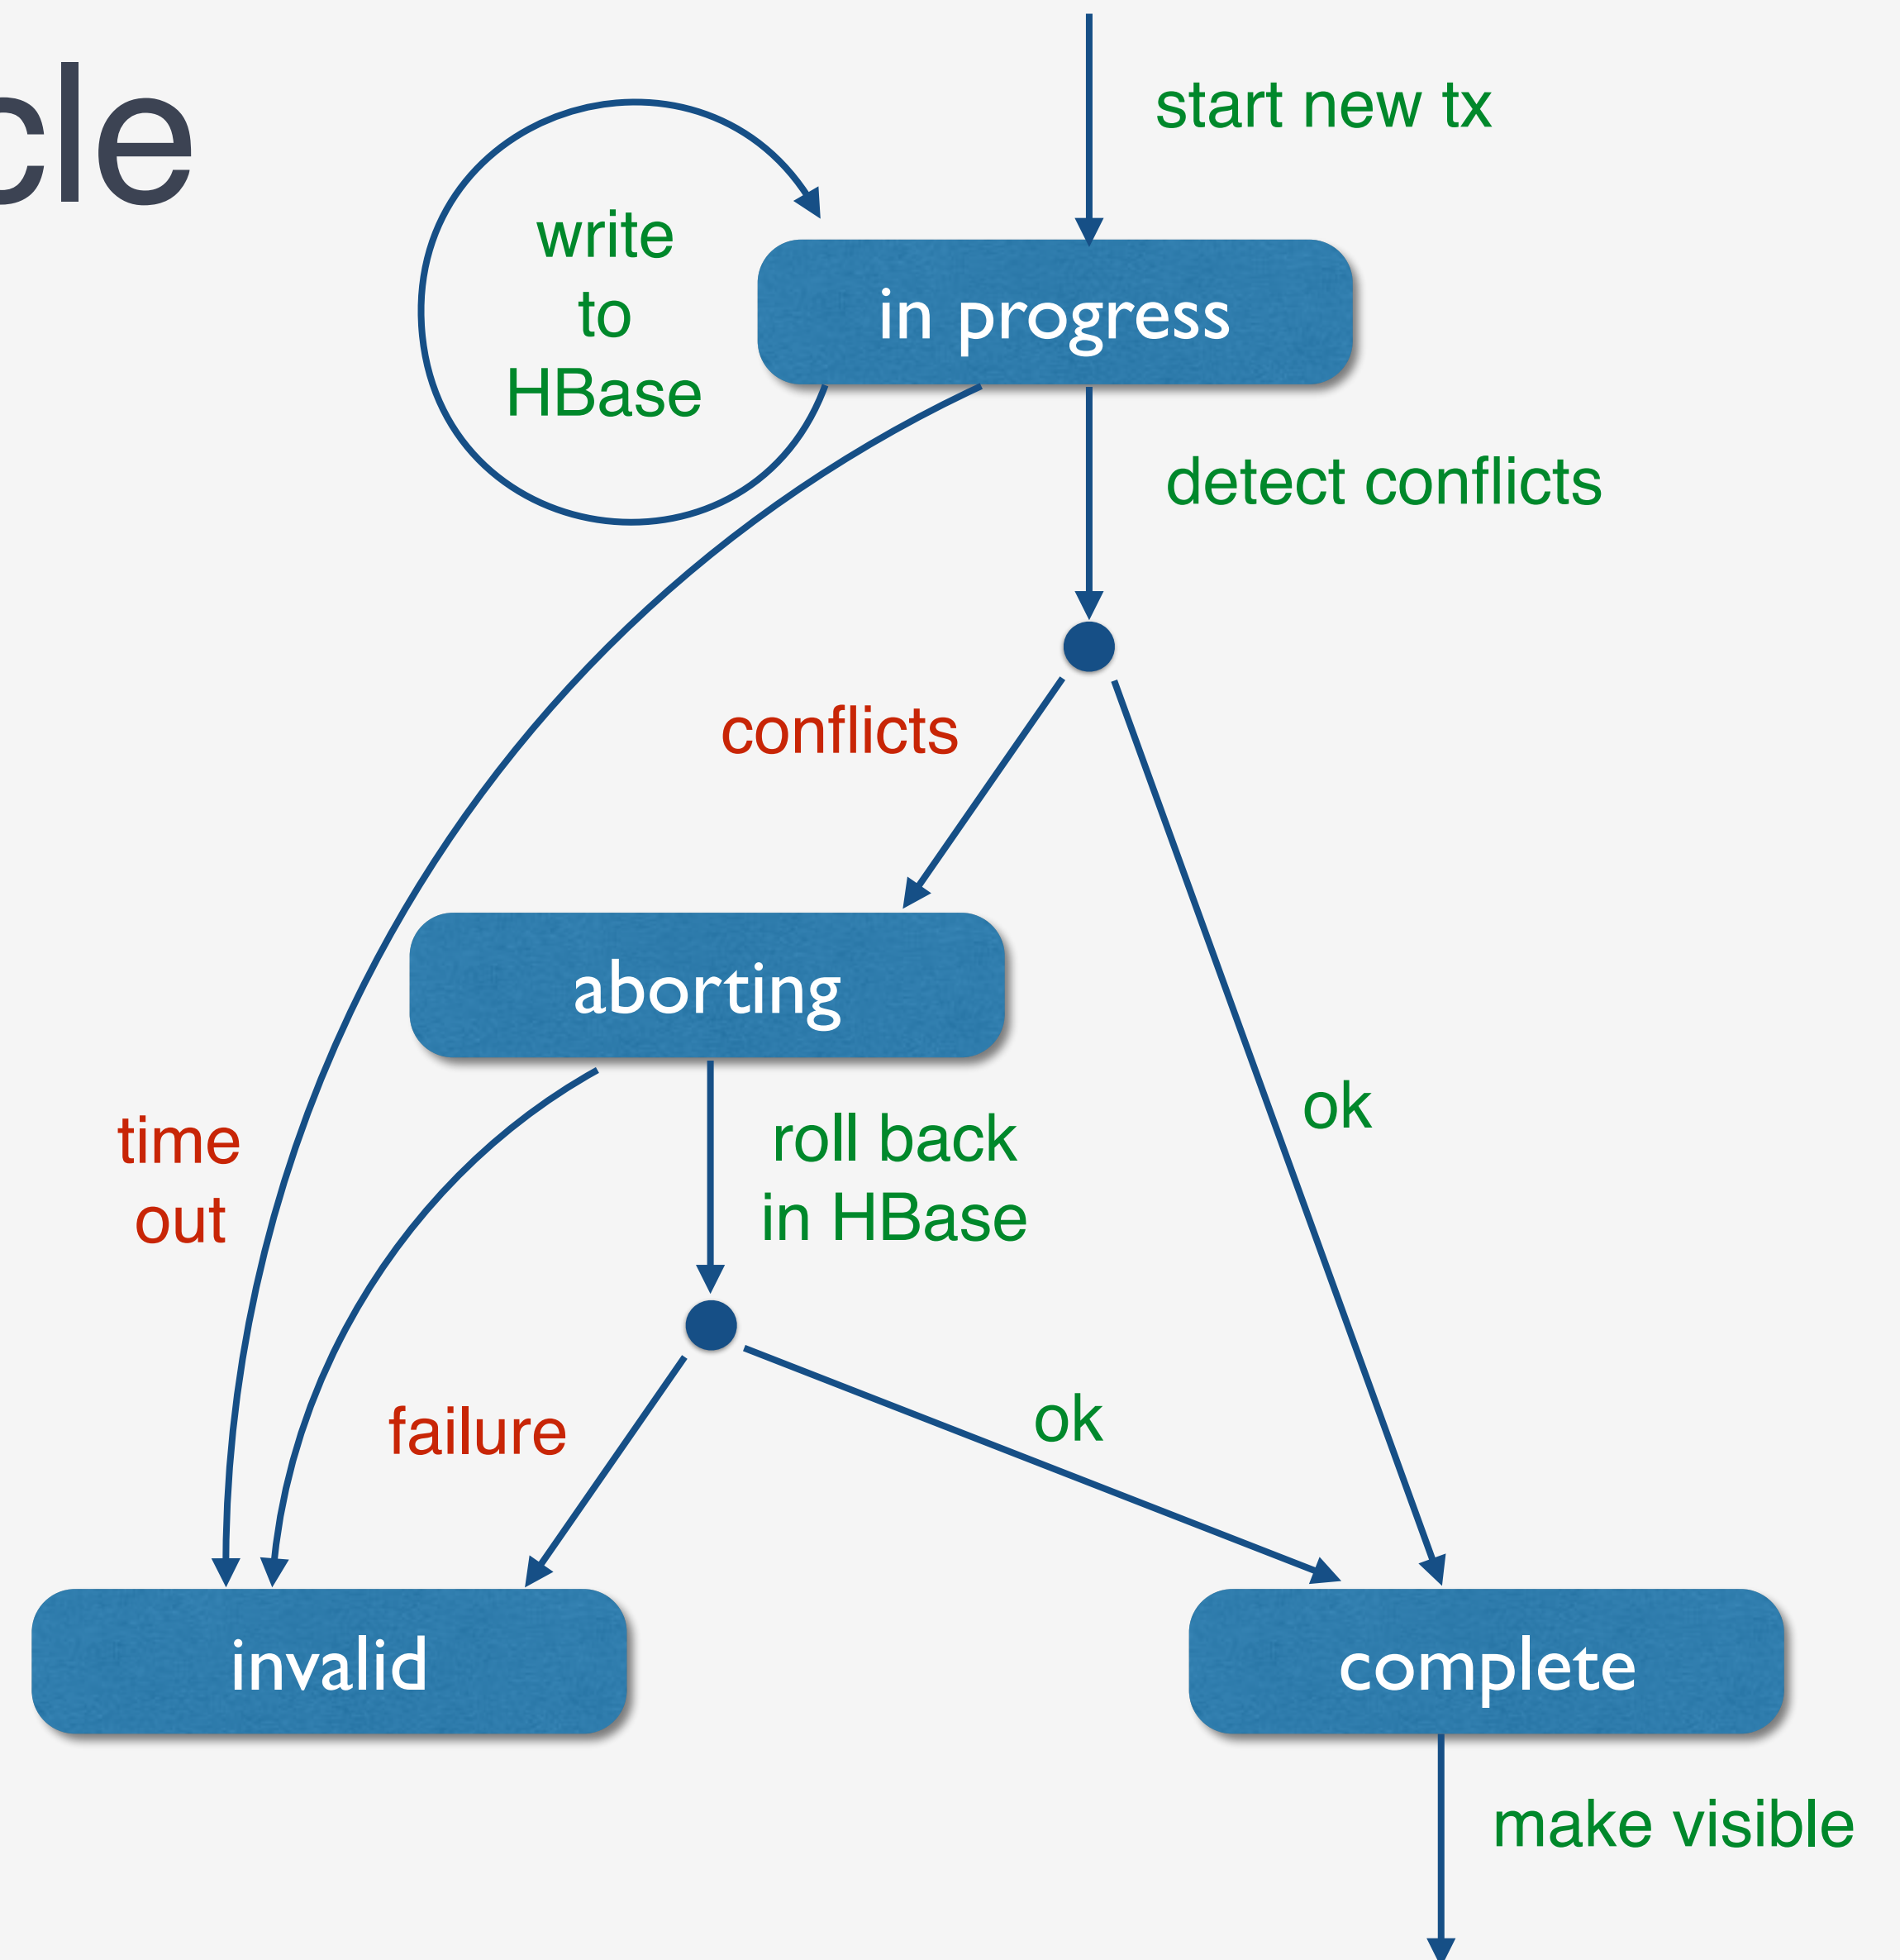 cle
start new tx
write
to
HBase
in progress
detect conflicts
conflicts
aborting
time
out
roll back
in HBase
ok
failure
ok
invalid
complete
make visible